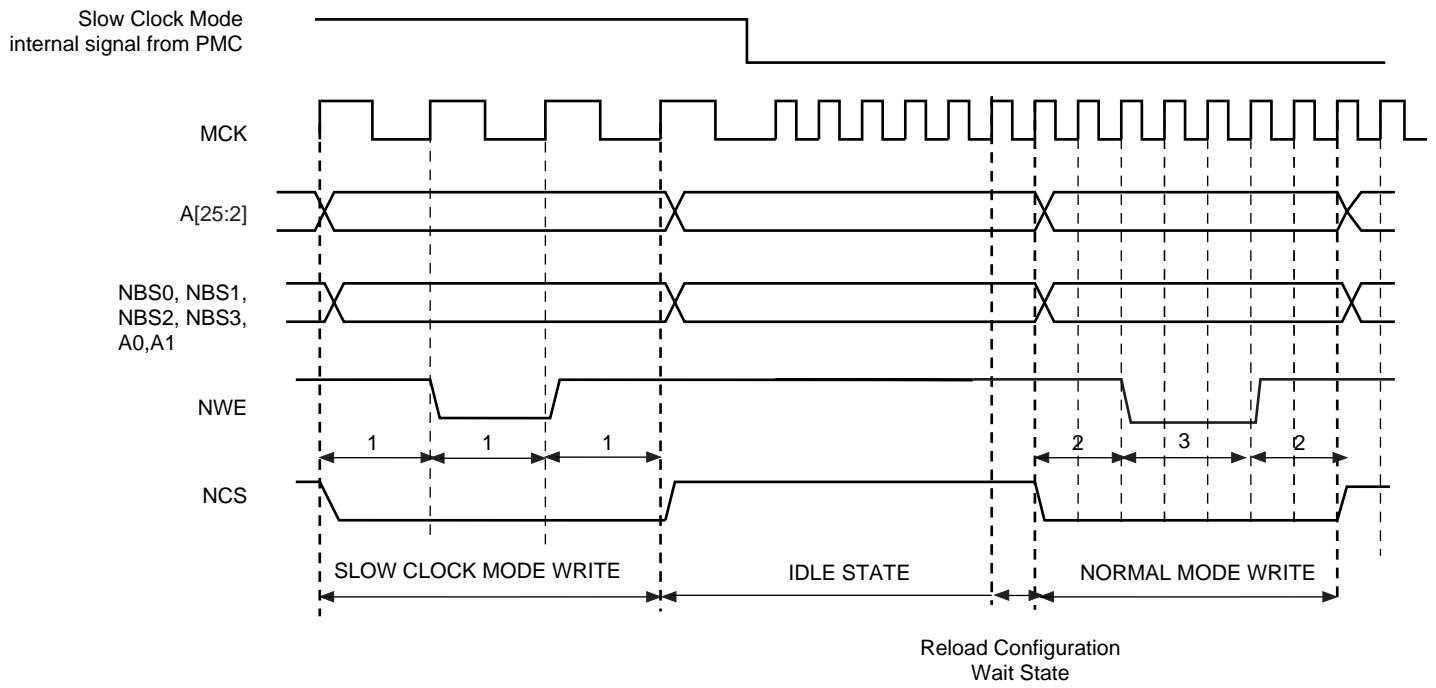 Slow Clock Mode
internal signal from PMC
MCK
A[25:2]
NBS0, NBS1,
NBS2, NBS3,
A0,A1
NWE
1 1 1 2 3 2
NCS
SLOW CLOCK MODE WRITE IDLE STATE NORMAL MODE WRITE
Reload Configuration
Wait State